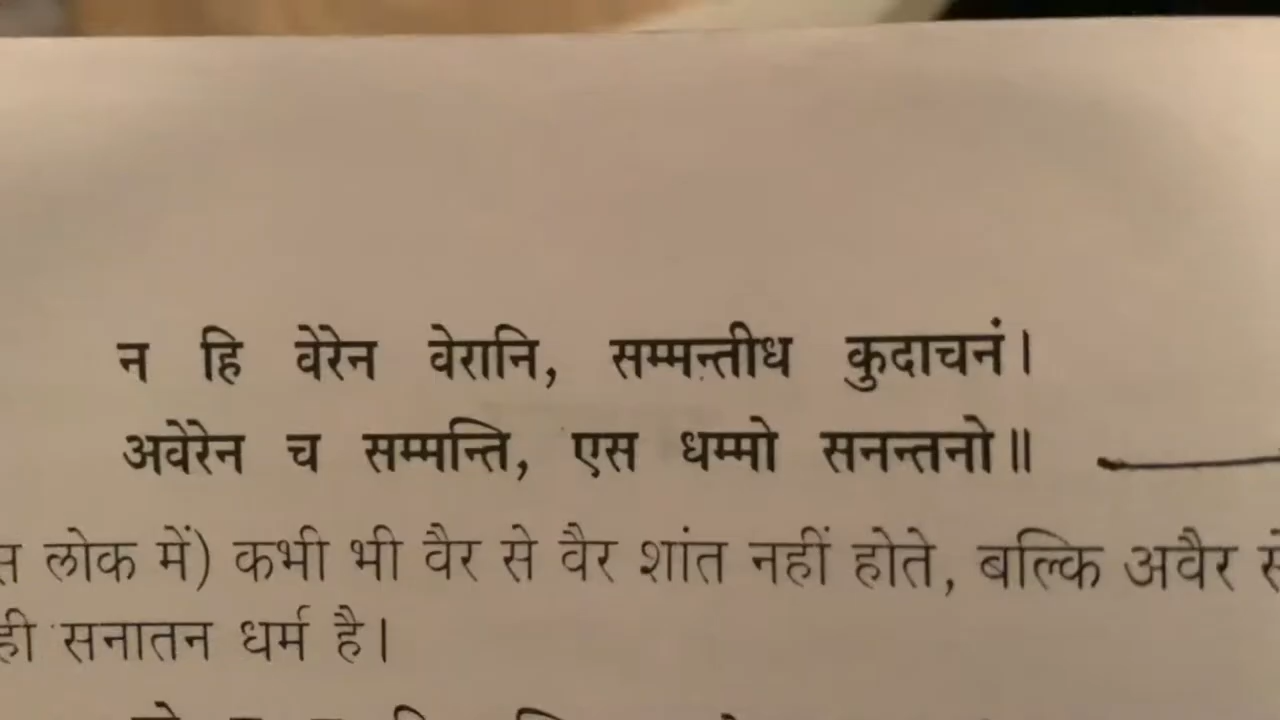 न हि वेरेन वेरानि, सम्मन्तीध कुदाचनं।
अवेरेन च सम्मन्ति, एस धम्मो सनन्तनो॥
लोक में) कभी भी वैर से वैर शांत नहीं होते, बल्कि अवैर से
ही सनातन धर्म है।